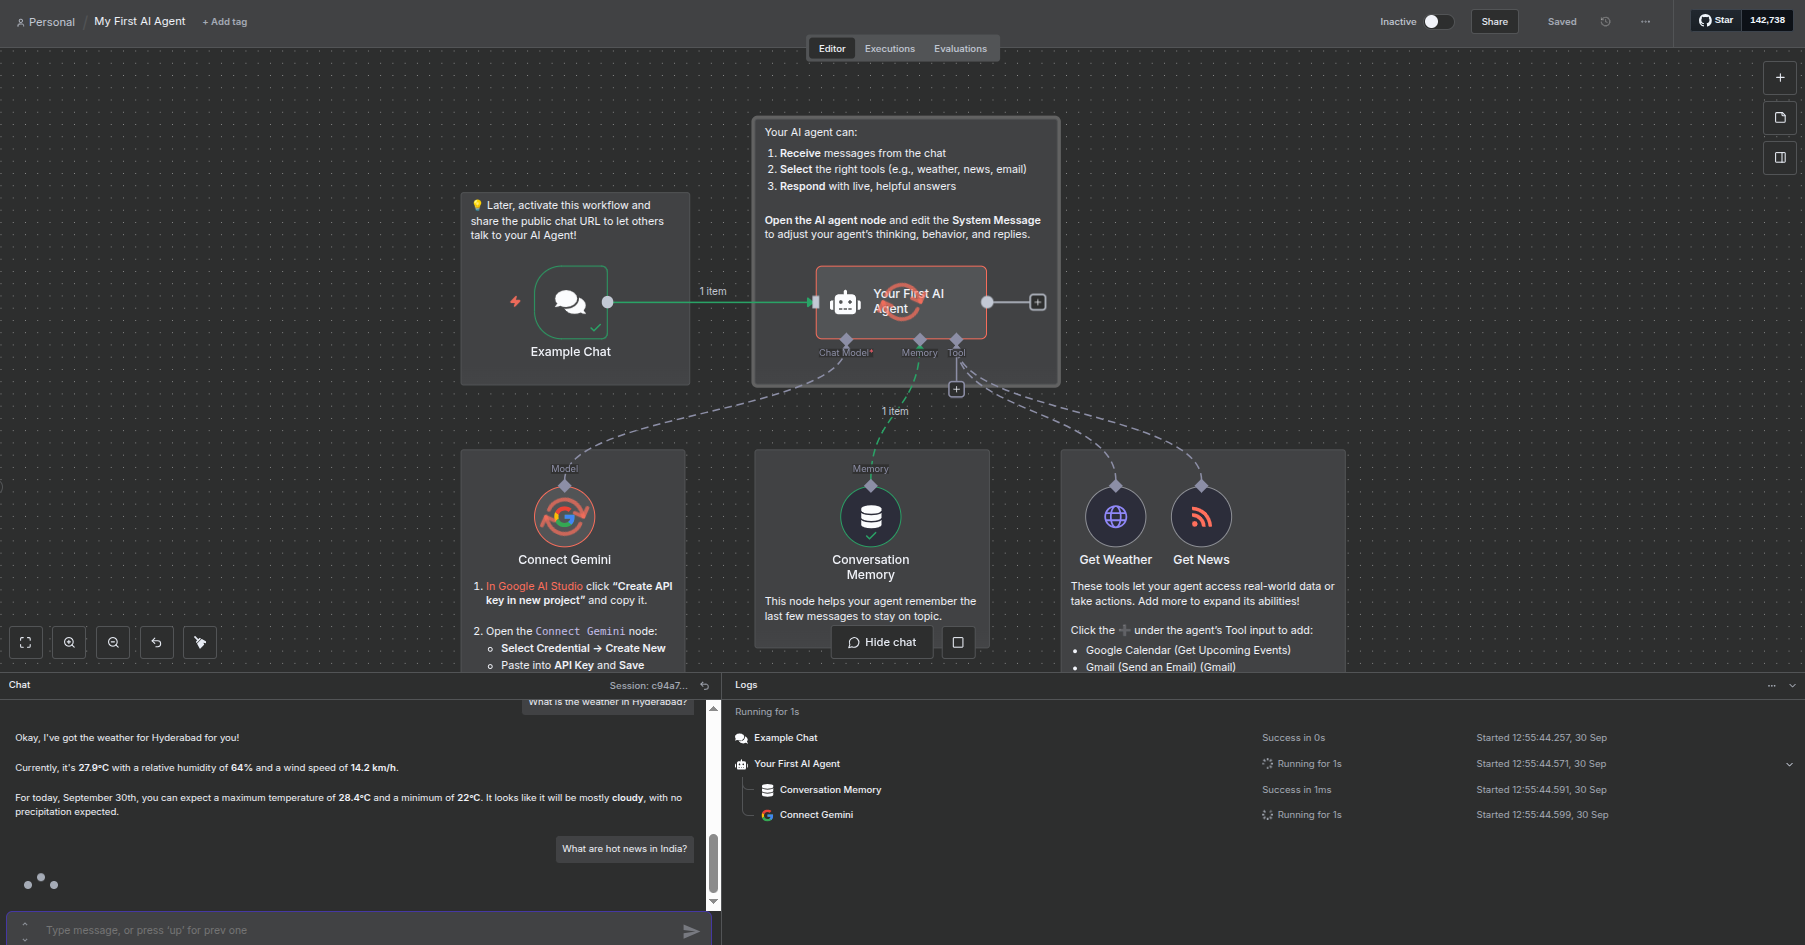 Personal / My First AI Agent + Add tag
Inactive Share Saved ... Star 142,738
Editor Executions Evaluations
Your AI agent can:
1. Receive messages from the chat
2. Select the right tools (e.g., weather, news, email)
3. Respond with live, helpful answers
Open the AI agent node and edit the System Message
to adjust your agent's thinking, behavior, and replies.
💡 Later, activate this workflow and
share the public chat URL to let others
talk to your AI Agent!
1 item
Your First AI
Agent
Example Chat
Chat Model*
Memory
Tool
1 item
Model
Connect Gemini
1. In Google AI Studio click “Create API
key in new project” and copy it.
2. Open the Connect Gemini node:
Select Credential → Create New
Paste into API Key and Save
Memory
Conversation
Memory
This node helps your agent remember the
last few messages to stay on topic.
Get Weather
Get News
These tools let your agent access real-world data or
take actions. Add more to expand its abilities!
Click the ➕ under the agent's Tool input to add:
• Google Calendar (Get Upcoming Events)
• Gmail (Send an Email) (Gmail)
Hide chat
Chat
Session: c94a7...
What is the weather in Hyderabad?
Okay, I've got the weather for Hyderabad for you!
Currently, it's 27.9°C with a relative humidity of 64% and a wind speed of 14.2 km/h.
For today, September 30th, you can expect a maximum temperature of 28.4°C and a minimum of 22°C. It looks like it will be mostly cloudy, with no
precipitation expected.
What are hot news in India?
Type message, or press 'up' for prev one
Logs
Running for 1s
Example Chat Success in 0s Started 12:55:44.257, 30 Sep
Your First AI Agent Running for 1s Started 12:55:44.571, 30 Sep
Conversation Memory Success in 1ms Started 12:55:44.591, 30 Sep
Connect Gemini Running for 1s Started 12:55:44.599, 30 Sep